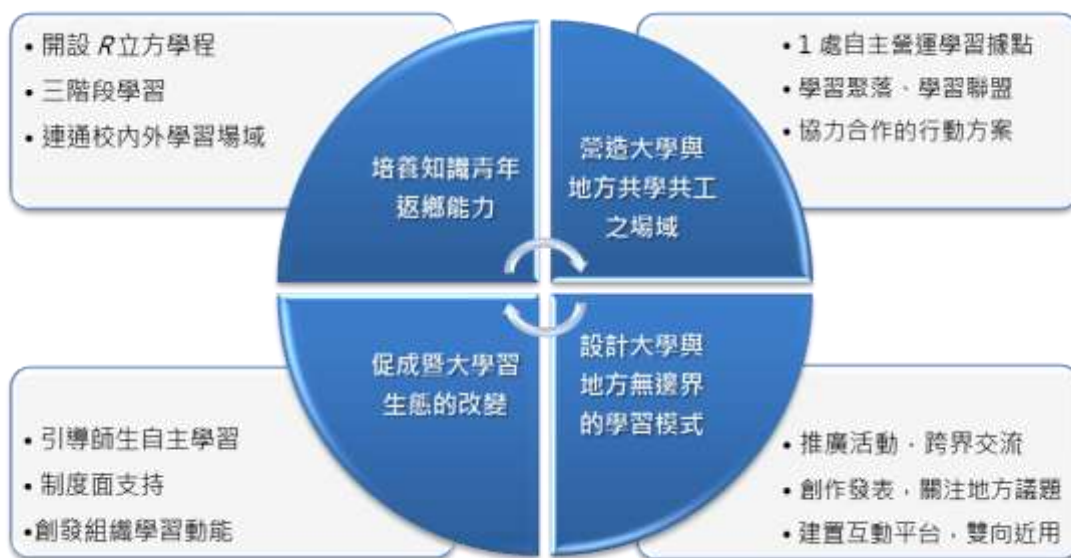 • 開設 R立方學程
• 三階段學習
• 連通校內外學習場域
培養知識青年
返鄉能力
• 1 處自主營運學習據點
• 學習聚落、學習聯盟
• 協力合作的行動方案
營造大學與
地方共學共工
之場域
促成暨大學習
生態的改變
• 引導師生自主學習
• 制度面支持
•創發組織學習動能
設計大學與
地方無邊界
的學習模式
• 推廣活動，跨界交流
• 創作發表，關注地方議題
• 建置互動平台，雙向近用